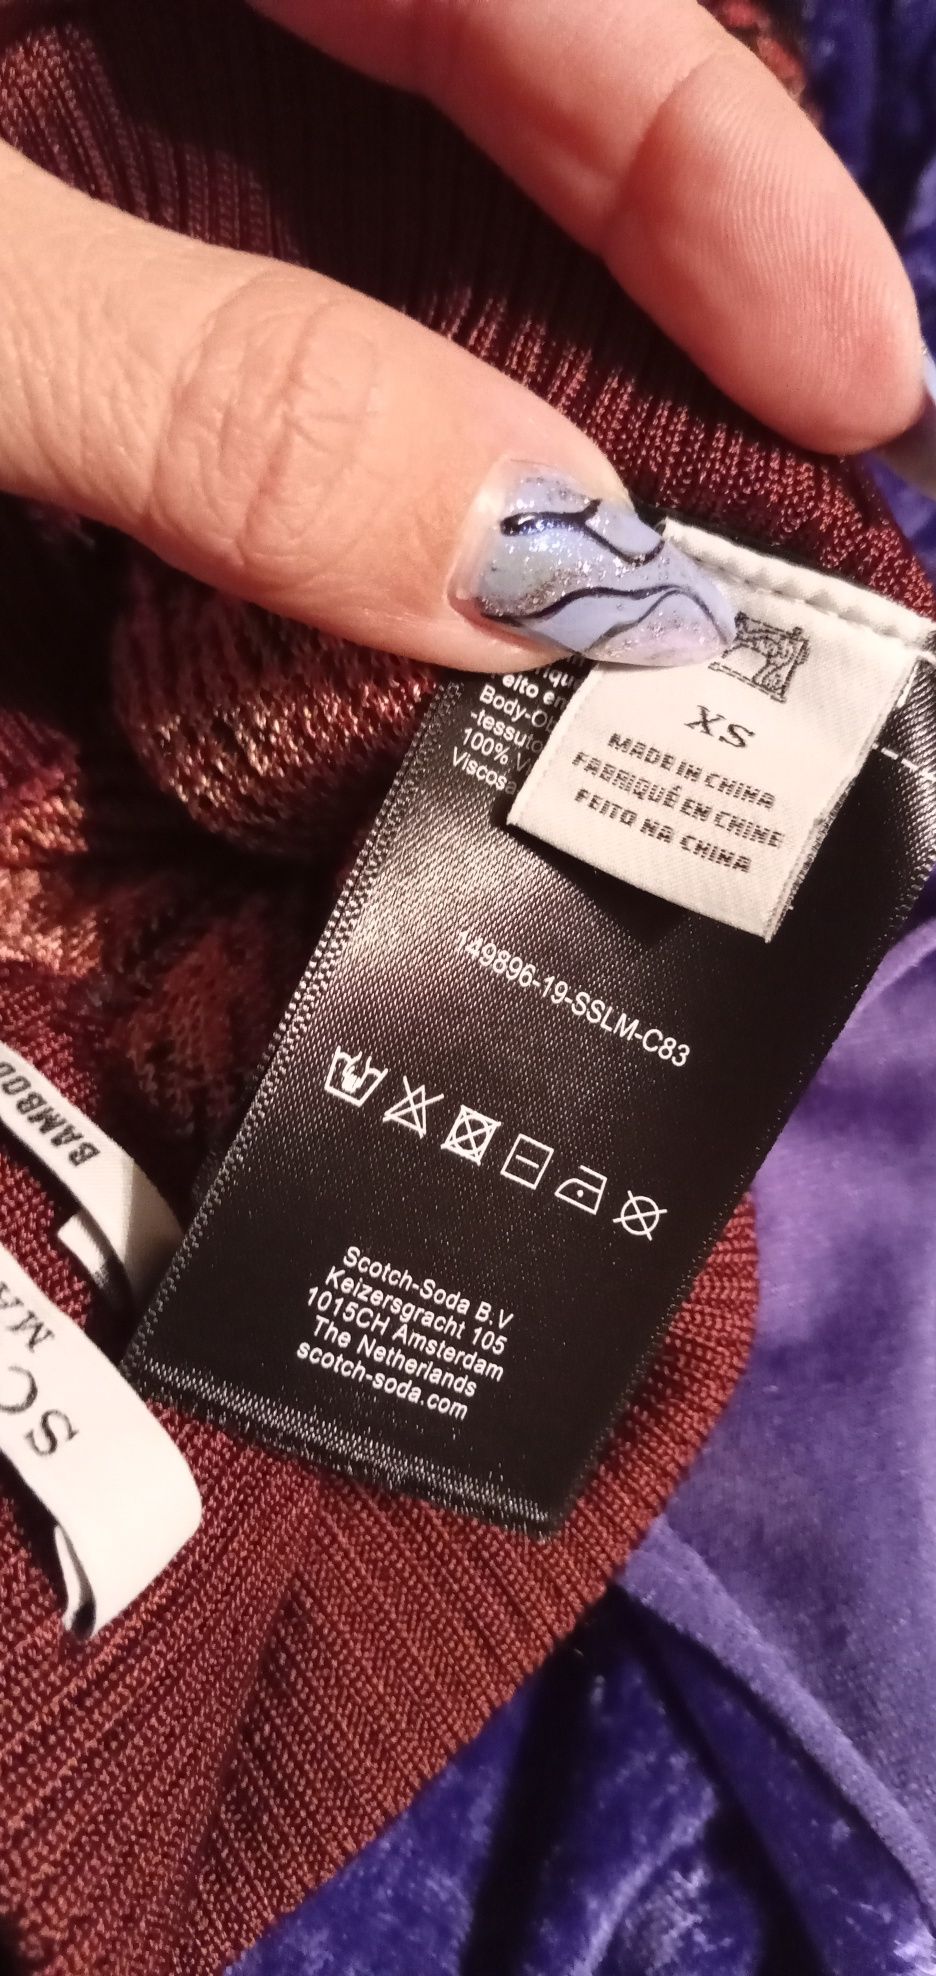 XS
MADE IN CHINA
FABRIQUÉ EN CHINE
FEITO NA CHINA
Body-
-tessuto
100%
Viscosa
149896-19-SSLM-C83
Scotch-Soda B.V
Keizersgracht 105
1015CH Amsterdam
The Netherlands
scotch-soda.com